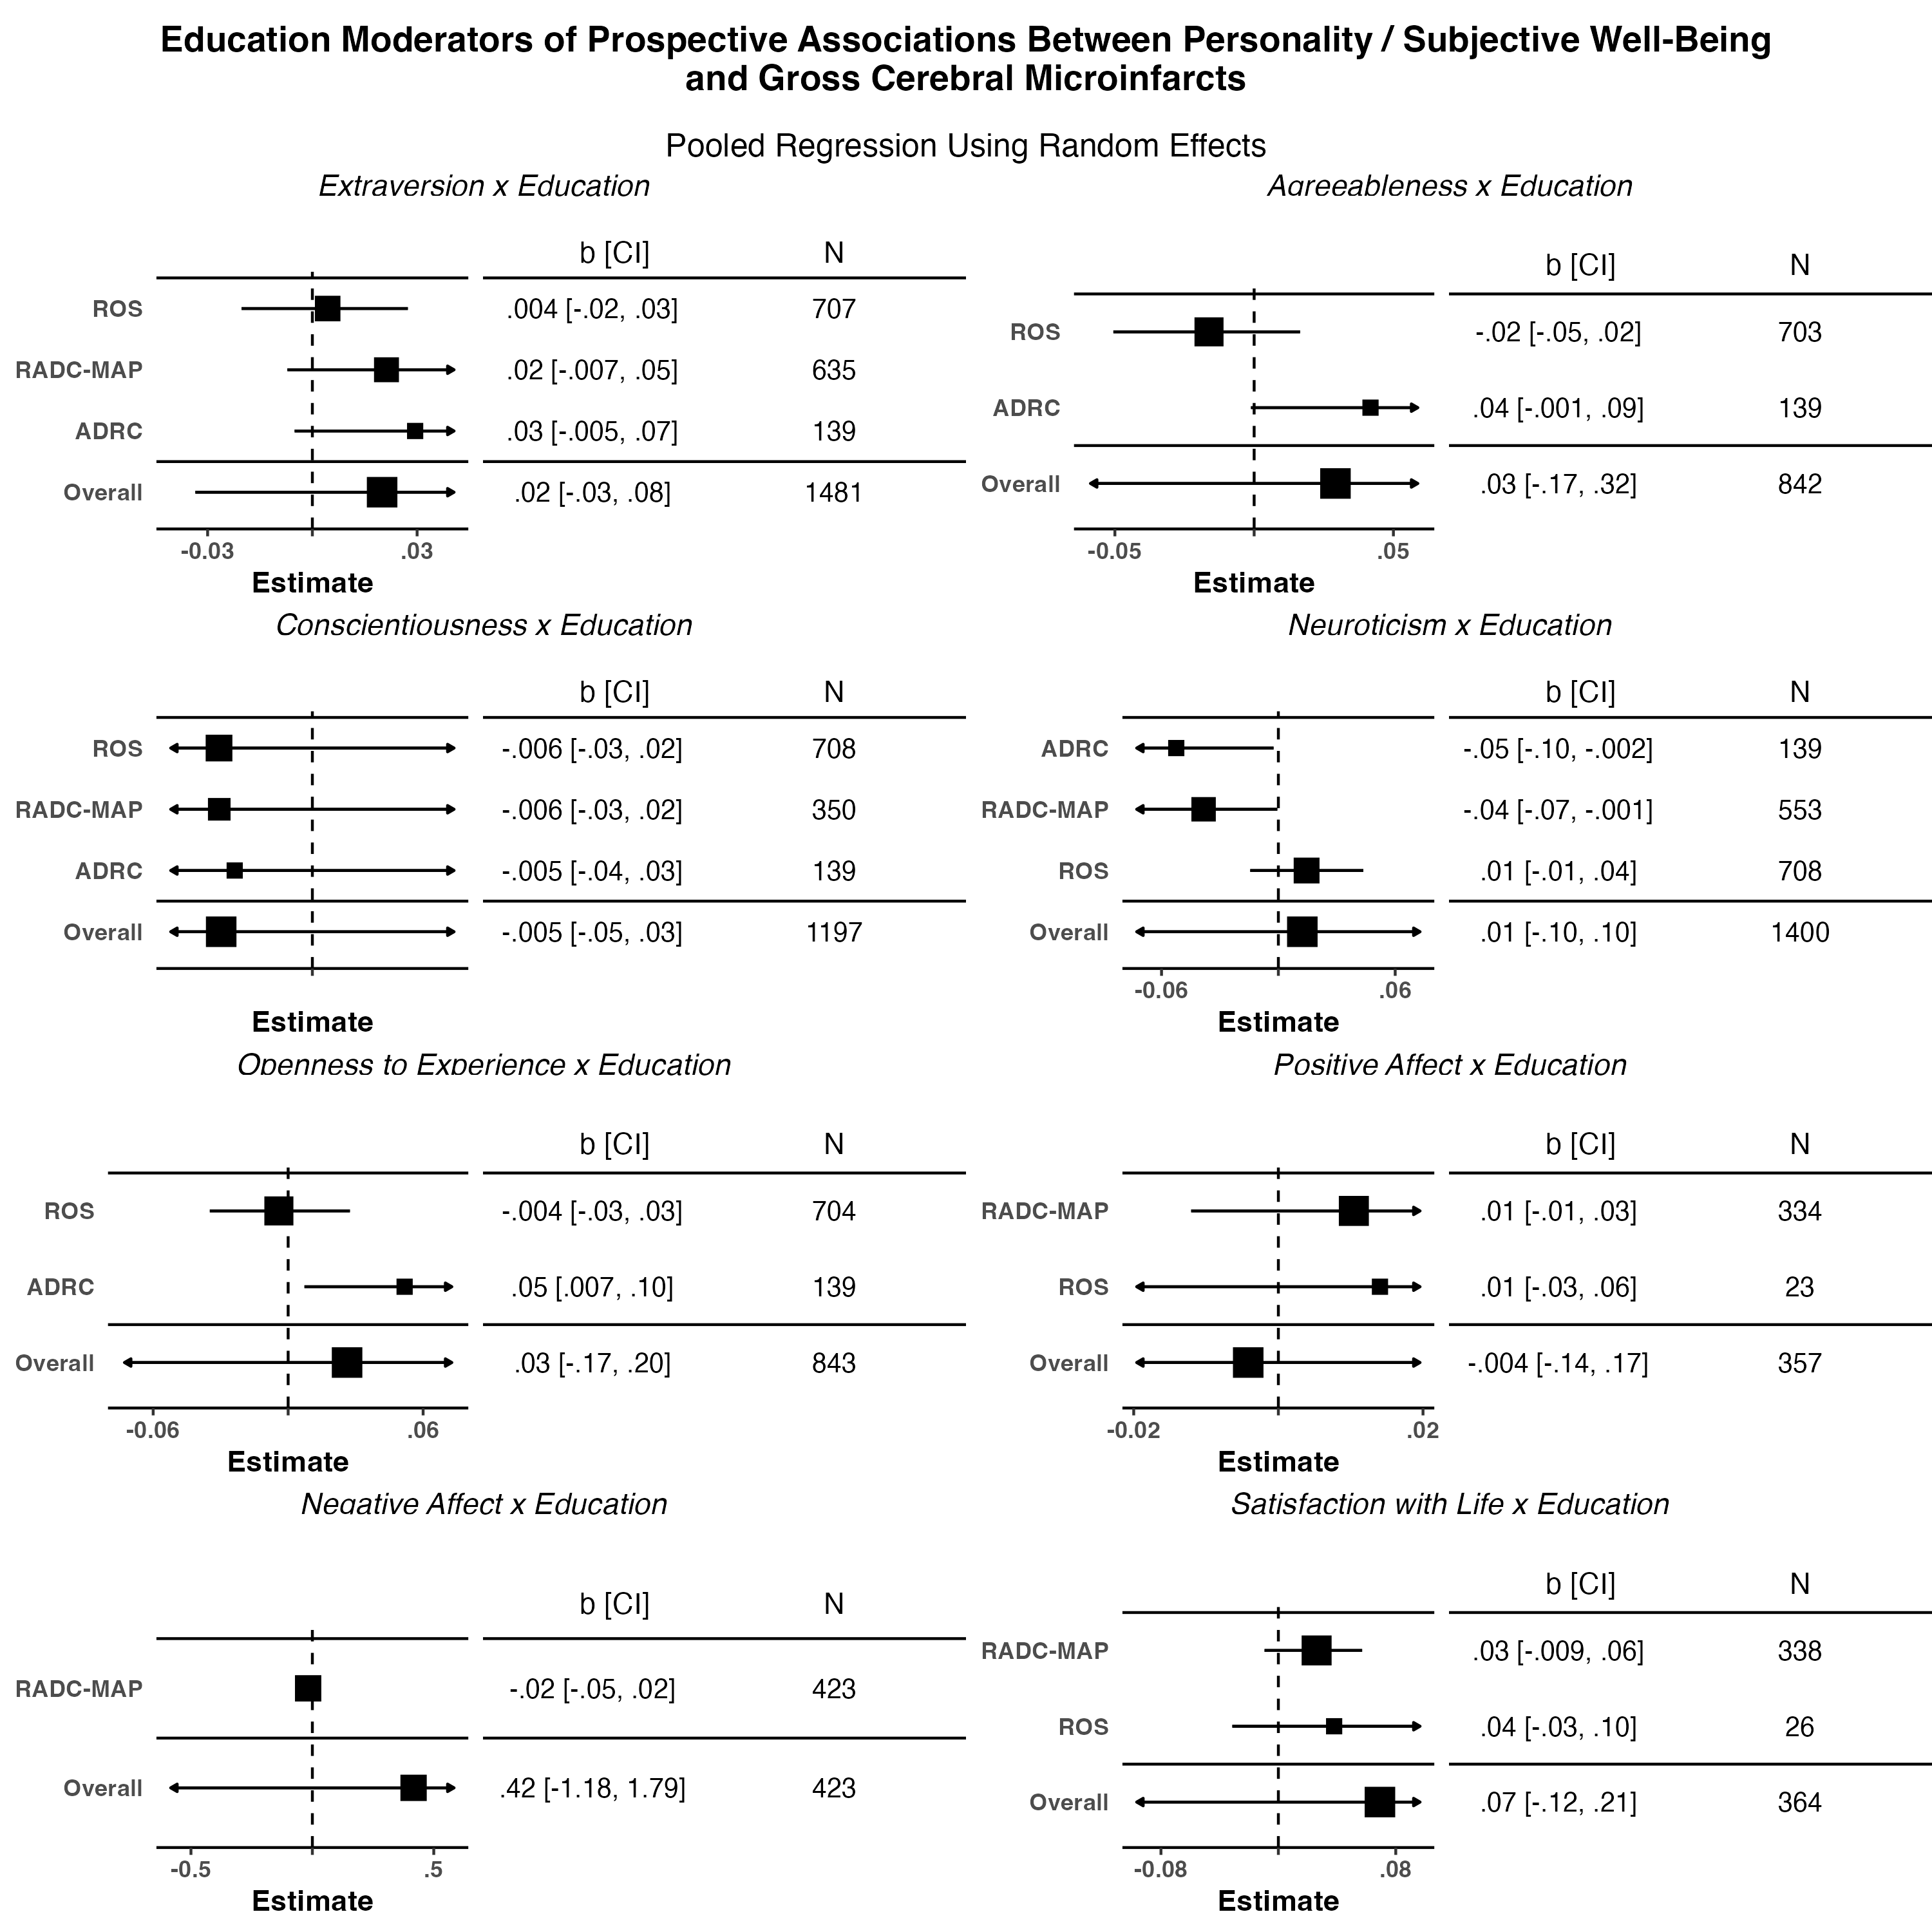 Education Moderators of Prospective Associations Between Personality / Subjective Well-Being
and Gross Cerebral Microinfarcts
Pooled Regression Using Random Effects
Extraversion x Education
b [CI] N
ROS .004 [-.02, .03] 707
RADC-MAP .02 [-.007, .05] 635
ADRC .03 [-.005, .07] 139
Overall .02 [-.03, .08] 1481
-0.03 .03
Estimate
Agreeableness x Education
b [CI] N
ROS -.02 [-.05, .02] 703
ADRC .04 [-.001, .09] 139
Overall .03 [-.17, .32] 842
-0.05 .05
Estimate
Conscientiousness x Education
b [CI] N
ROS -.006 [-.03, .02] 708
RADC-MAP -.006 [-.03, .02] 350
ADRC -.005 [-.04, .03] 139
Overall -.005 [-.05, .03] 1197
Estimate
Neuroticism x Education
b [CI] N
ADRC -.05 [-.10, -.002] 139
RADC-MAP -.04 [-.07, -.001] 553
ROS .01 [-.01, .04] 708
Overall .01 [-.10, .10] 1400
-0.06 .06
Estimate
Openness to Experience x Education
b [CI] N
ROS -.004 [-.03, .03] 704
ADRC .05 [.007, .10] 139
Overall .03 [-.17, .20] 843
-0.06 .06
Estimate
Positive Affect x Education
b [CI] N
RADC-MAP .01 [-.01, .03] 334
ROS .01 [-.03, .06] 23
Overall -.004 [-.14, .17] 357
-0.02 .02
Estimate
Negative Affect x Education
b [CI] N
RADC-MAP -.02 [-.05, .02] 423
Overall .42 [-1.18, 1.79] 423
-0.5 .5
Estimate
Satisfaction with Life x Education
b [CI] N
RADC-MAP .03 [-.009, .06] 338
ROS .04 [-.03, .10] 26
Overall .07 [-.12, .21] 364
-0.08 .08
Estimate